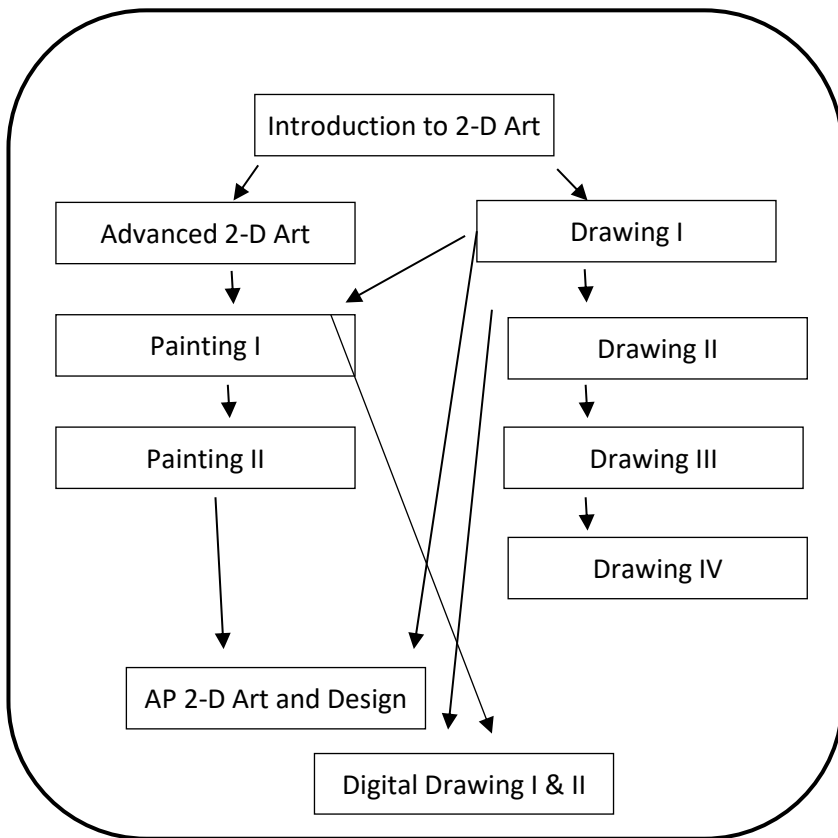 Introduction to 2-D Art
Advanced 2-D Art
Drawing I
Painting I
Drawing II
Painting II
Drawing III
Drawing IV
AP 2-D Art and Design
Digital Drawing I & II